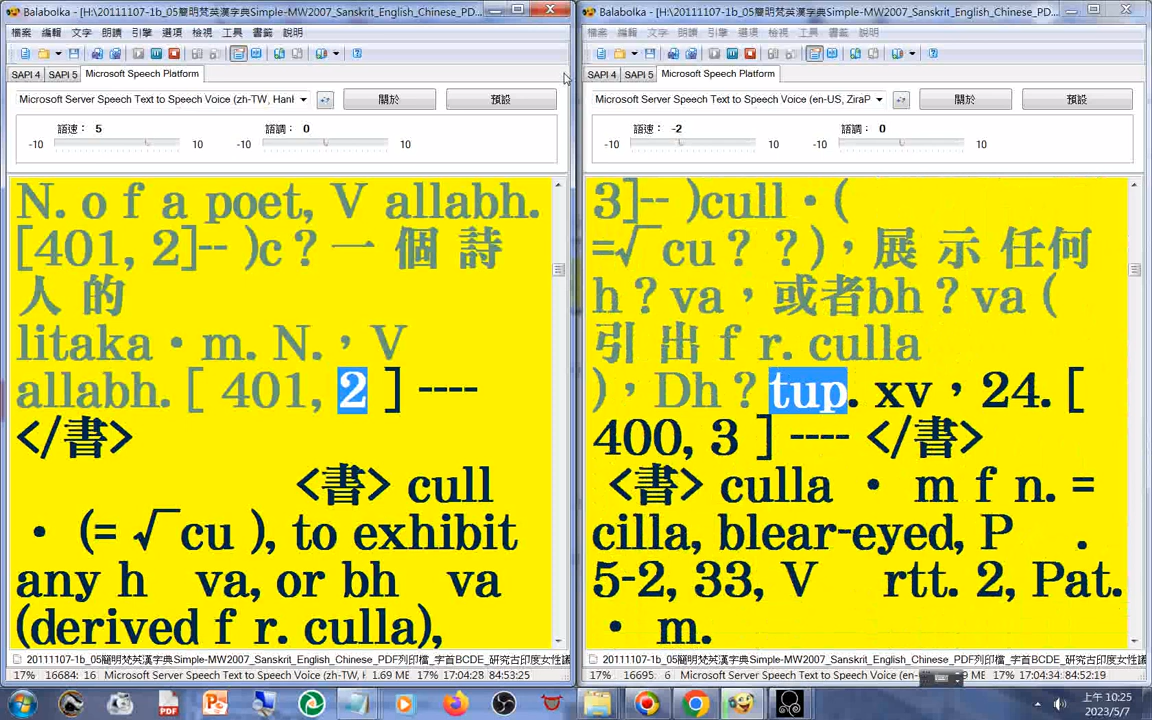 Balabolka - [H:\20111107-1b_05簡明梵英漢字典Simple-MW2007_Sanskrit_English_Chinese_PD...
檔案 編輯 文字 朗讀 引擎 選項 檢視 工具 書籤 說明
SAPI 4 SAPI 5 Microsoft Speech Platform
Microsoft Server Speech Text to Speech Voice (zh-TW, Hanl
關於
預設
語速： 5
語調： 0
-10
10
-10
10
N. o f a poet, V allabh.
[401, 2]-- )c？一 個 詩
人 的
litaka • m. N.，V
allabh. [ 401, 2 ] ----
</書>
<書> cull
• (= √ cu ), to exhibit
any h va, or bh va
(derived f r. culla),
20111107-1b_05簡明梵英漢字典Simple-MW2007_Sanskrit_English_Chinese_PDF列印檔_字首BCDE_研究古印度女性議
17% 16684: 16 Microsoft Server Speech Text to Speech Voice (zh-TW, H 1.69 MB 17% 17:04:28 84:53:25
Balabolka - [H:\20111107-1b_05簡明梵英漢字典Simple-MW2007_Sanskrit_English_Chinese_PD...
檔案 編輯 文字 朗讀 引擎 選項 檢視 工具 書籤 說明
SAPI 4 SAPI 5 Microsoft Speech Platform
Microsoft Server Speech Text to Speech Voice (en-US, ZiraP
關於
預設
語速： -2
語調： 0
-10
10
-10
10
3]-- )cull • (
=√ cu？？)，展 示 任何
h？va，或者bh？va (
引 出 f r. culla
)，Dh？tup. xv，24. [
400, 3 ] ---- </書>
<書> culla • m f n. =
cilla, blear-eyed, P .
5-2, 33, V rtt. 2, Pat.
• m.
20111107-1b_05簡明梵英漢字典Simple-MW2007_Sanskrit_English_Chinese_PDF列印檔_字首BCDE_研究古印度女性議
17% 16695: 6 Microsoft Server Speech Text to Speech Voice (en-US MB 17% 17:04:34 84:52:19
PDF
上午 10:25
2023/5/7